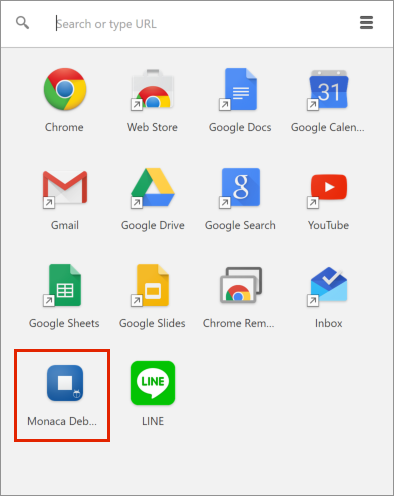 Search or type URL
Chrome
Web Store
Google Docs
31
Google Calen...
Gmail
Google Drive
g
Google Search
YouTube
Google Sheets
Google Slides
Chrome Rem...
Inbox
LINE
Monaca Deb...
LINE